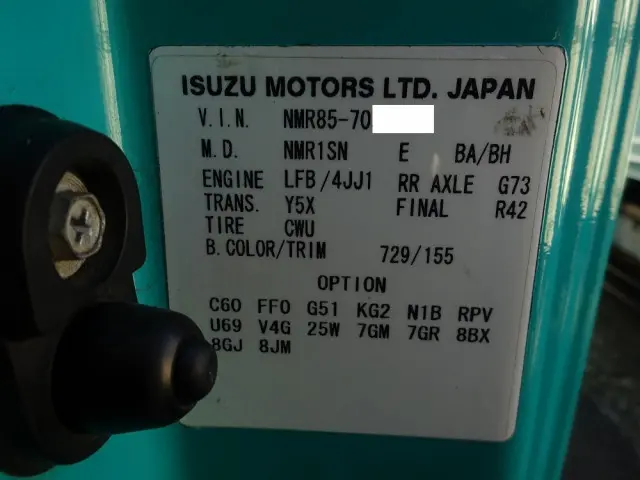 ISUZU MOTORS LTD. JAPAN
V.I.N. NMR85-70
M.D. NMR1SN E BA/BH
ENGINE LFB/4JJ1 RR AXLE G73
TRANS. Y5X FINAL R42
TIRE CWU
B.COLOR/TRIM 729/155
OPTION
C60 FF0 G51 KG2 N1B RPV
U69 V4G 25W 7GM 7GR 8BX
8GJ 8JM